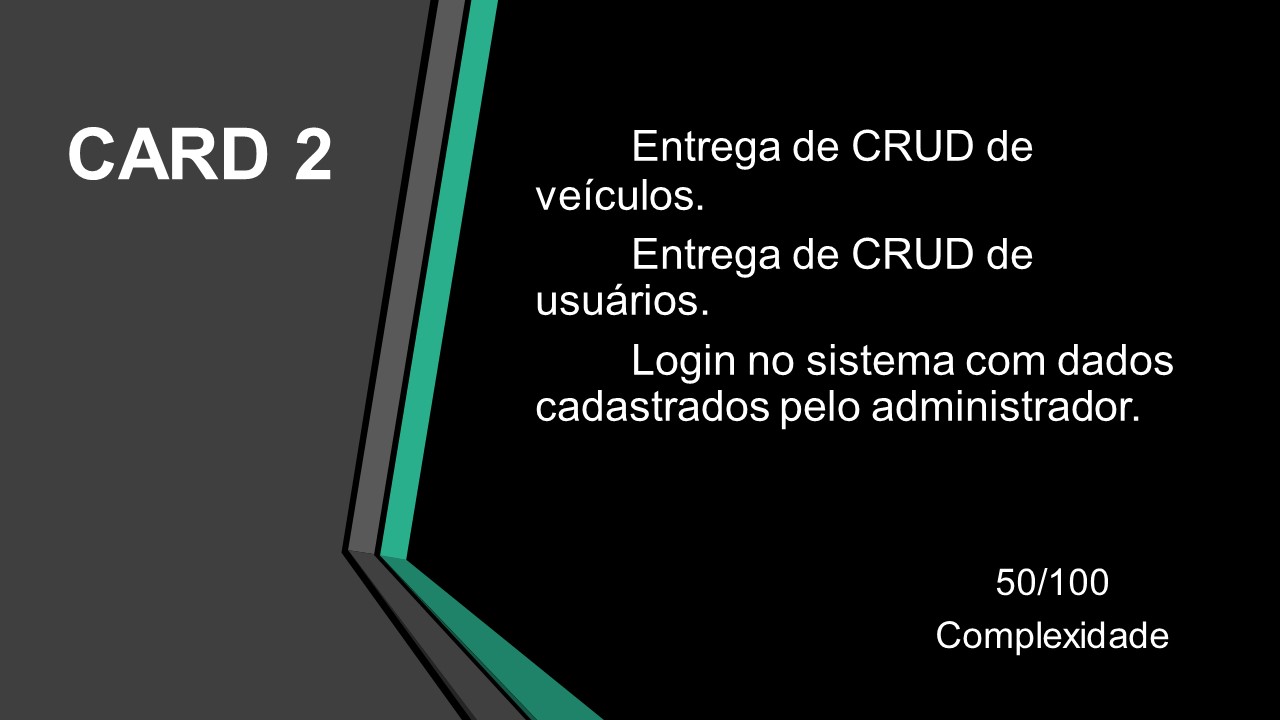 CARD 2
Entrega de CRUD de
veículos.
Entrega de CRUD de
usuários.
Login no sistema com dados
cadastrados pelo administrador.
50/100
Complexidade